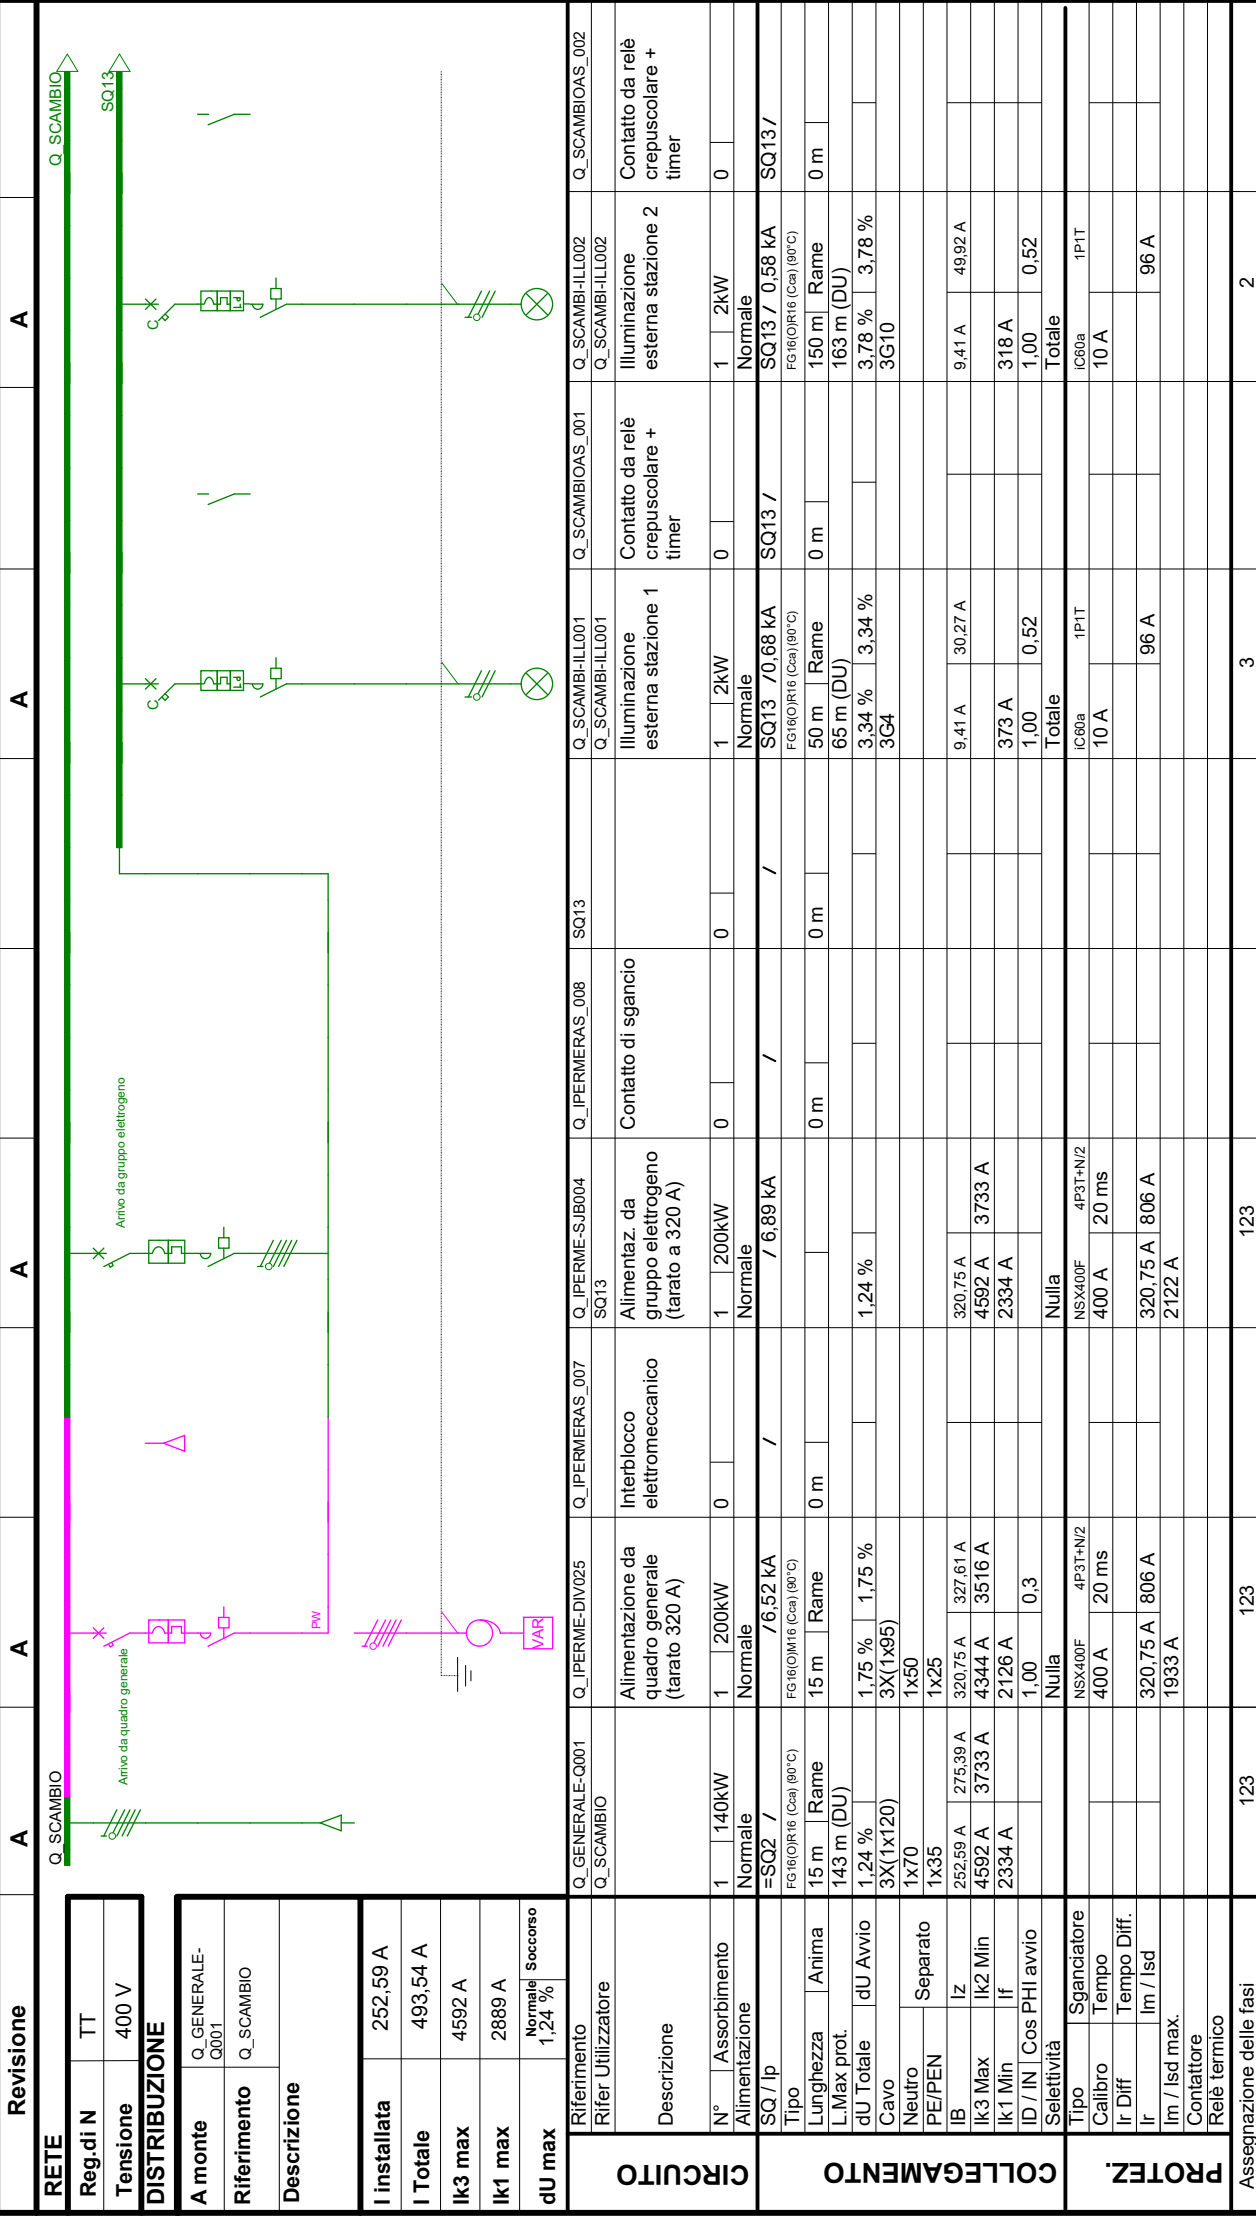 Revisione
A
A
A
A
A
A
RETE
Reg.di N TT
Tensione 400 V
DISTRIBUZIONE
A monte Q_GENERALE-Q001
Riferimento Q_SCAMBIO
Descrizione
I installata 252,59 A
I Totale 493,54 A
Ik3 max 4592 A
Ik1 max 2889 A
dU max Normale 1,24 % Soccorso
Q_SCAMBIO
Q_SCAMBIO
SQ13
Arrivo da quadro generale
Arrivo da gruppo elettrogeno
PW
VAR
C
P1
C
P1
CIRCUITO
Riferimento Q_GENERALE-Q001 Q_IPERME-DIV025 Q_IPERMERAS_007 Q_IPERME-SJB004 Q_IPERMERAS_008 SQ13 Q_SCAMBI-ILL001 Q_SCAMBIOAS_001 Q_SCAMBI-ILL002 Q_SCAMBIOAS_002
Rifer Utilizzatore Q_SCAMBIO SQ13 Q_SCAMBI-ILL001 Q_SCAMBI-ILL002
Descrizione
Alimentazione da
quadro generale
(tarato 320 A)
Interblocco
elettromeccanico
Alimentaz. da
gruppo elettrogeno
(tarato a 320 A)
Contatto di sgancio
Illuminazione
esterna stazione 1
Contatto da relè
crepuscolare +
timer
Illuminazione
esterna stazione 2
Contatto da relè
crepuscolare +
timer
N° Assorbimento 1 140kW 1 200kW 0 1 200kW 0 0 1 2kW 0 1 2kW 0
Alimentazione Normale Normale Normale Normale Normale
COLLEGAMENTO
SQ / Ip =SQ2 / / 6,52 kA / / 6,89 kA / / SQ13 / 0,68 kA SQ13 / SQ13 / 0,58 kA SQ13 /
Tipo FG16(O)R16 (Cca) (90°C) FG16(O)M16 (Cca) (90°C) FG16(O)R16 (Cca) (90°C) FG16(O)R16 (Cca) (90°C)
Lunghezza Anima 15 m Rame 15 m Rame 0 m 0 m 0 m 50 m Rame 0 m 150 m Rame 0 m
L.Max prot. 143 m (DU) 65 m (DU) 163 m (DU)
dU Totale dU Avvio 1,24 % 1,75 % 1,75 % 1,24 % 3,34 % 3,34 % 3,78 % 3,78 %
Cavo 3X(1x120) 3X(1x95) 3G4 3G10
Neutro Separato 1x70 1x50
PE/PEN 1x35 1x25
IB Iz 252,59 A 275,39 A 320,75 A 327,61 A 320,75 A 9,41 A 30,27 A 9,41 A 49,92 A
Ik3 Max Ik2 Min 4592 A 3733 A 4344 A 3516 A 4592 A 3733 A
Ik1 Min If 2334 A 2126 A 2334 A 373 A 318 A
ID / IN Cos PHI avvio 1,00 0,3 1,00 0,52 1,00 0,52
Selettività Nulla Nulla Totale Totale
PROTEZ.
Tipo Sganciatore NSX400F 4P3T+N/2 NSX400F 4P3T+N/2 iC60a 1P1T iC60a 1P1T
Calibro Tempo 400 A 20 ms 400 A 20 ms 10 A 10 A
Ir Diff Tempo Diff.
Ir Im / Isd 320,75 A 806 A 320,75 A 806 A 96 A 96 A
Im / Isd max. 1933 A 2122 A
Contattore
Relè termico
Assegnazione delle fasi 123 123 123 3 2